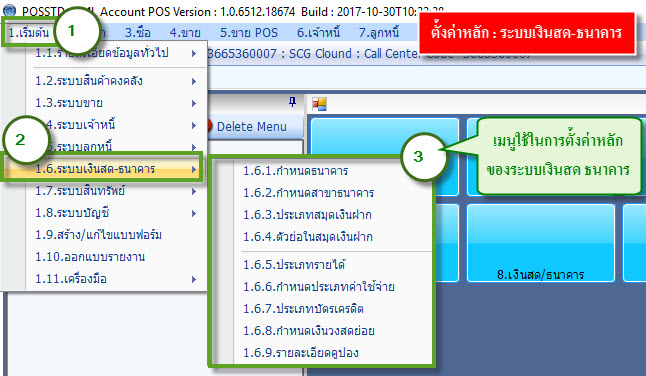 POSSTD Account POS Version : 1.0.6512.18674 Build : 2017-10-30T10:22:28
ตั้งค่าหลัก : ระบบเงินสด-ธนาคาร
1.เริ่มต้น 1 3.ซื้อ 4.ขาย 5.ขาย POS 6.เจ้าหนี้ 7.ลูกหนี้
1.1.รายละเอียดข้อมูลทั่วไป
3665360007 : SCG Clound : Call Center Code
1.2.ระบบสินค้าคงคลัง
1.3.ระบบขาย
1.4.ระบบเจ้าหนี้
Delete Menu
2
1.5.ระบบลูกหนี้
1.6.ระบบเงินสด-ธนาคาร
1.7.ระบบสินทรัพย์
1.8.ระบบบัญชี
1.9.สร้าง/แก้ไขแบบฟอร์ม
1.10.ออกแบบรายงาน
1.11.เครื่องมือ
3
เมนูใช้ในการตั้งค่าหลัก
ของระบบเงินสด ธนาคาร
1.6.1.กำหนดธนาคาร
1.6.2.กำหนดสาขาธนาคาร
1.6.3.ประเภทสมุดเงินฝาก
1.6.4.ตัวย่อในสมุดเงินฝาก
1.6.5.ประเภทรายได้
1.6.6.กำหนดประเภทค่าใช้จ่าย
1.6.7.ประเภทบัตรเครดิต
1.6.8.กำหนดเงินวงสดย่อย
1.6.9.รายละเอียดคูปอง
8.เงินสด/ธนาคาร